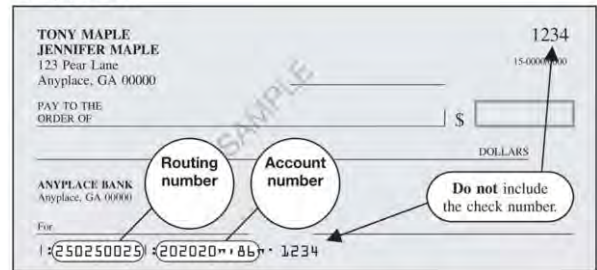 TONY MAPLE
JENNIFER MAPLE
123 Pear Lane
Anyplace, GA 00000
1234
SAMPLE
PAY TO THE
ORDER OF
$
DOLLARS
ANYPLACE BANK
Anyplace, GA 00000
Routing
number
Account
number
Do not include
the check number.
For
|:250250025|:202020"'86"' 1234